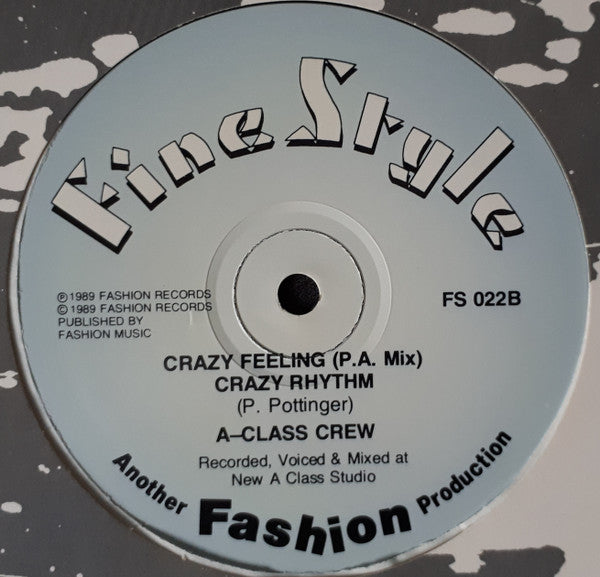 Fine Style
℗ 1989 FASHION RECORDS
© 1989 FASHION RECORDS
PUBLISHED BY
FASHION MUSIC
FS 022B
CRAZY FEELING (P.A. Mix)
CRAZY RHYTHM
(P. Pottinger)
A–CLASS CREW
Recorded, Voiced & Mixed at
New A Class Studio
Another Fashion Production